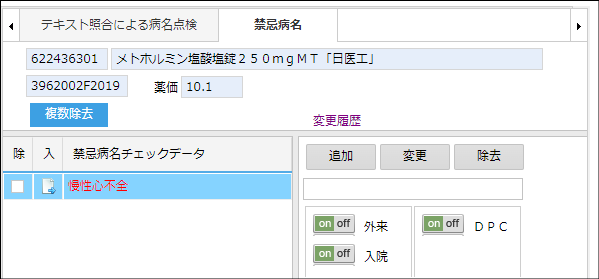 テキスト照合による病名点検 禁忌病名
622436301 メトホルミン塩酸塩錠２５０ｍｇＭＴ「日医工」
3962002F2019 薬価 10.1
複数除去
変更履歴
除 入 禁忌病名チェックデータ
追加 変更 除去
慢性心不全
on off 外来 on off ＤＰＣ
on off 入院